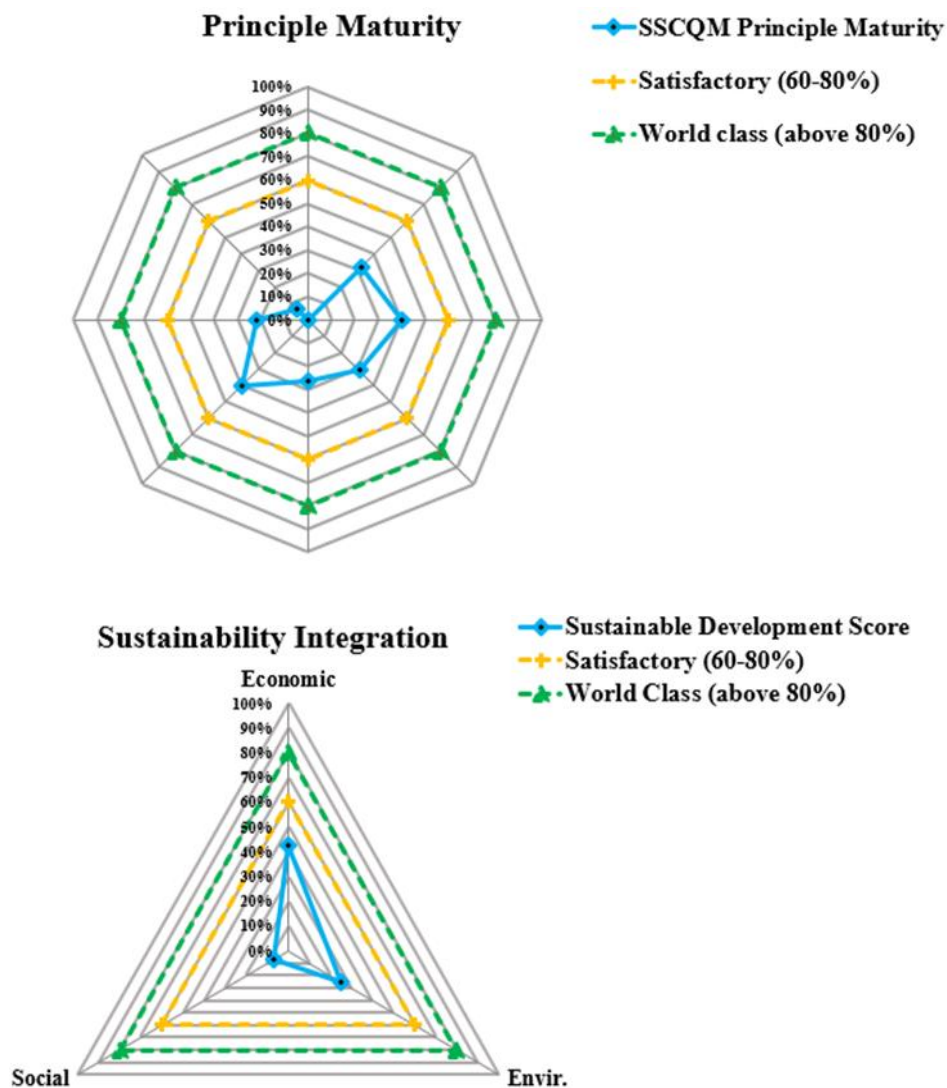 Principle Maturity
SSCQM Principle Maturity
Satisfactory (60-80%)
World class (above 80%)
100%
90%
80%
70%
60%
50%
40%
30%
20%
10%
0%
Sustainability Integration
Sustainable Development Score
Satisfactory (60-80%)
World Class (above 80%)
Economic
100%
90%
80%
70%
60%
50%
40%
30%
20%
10%
0%
Social
Envir.